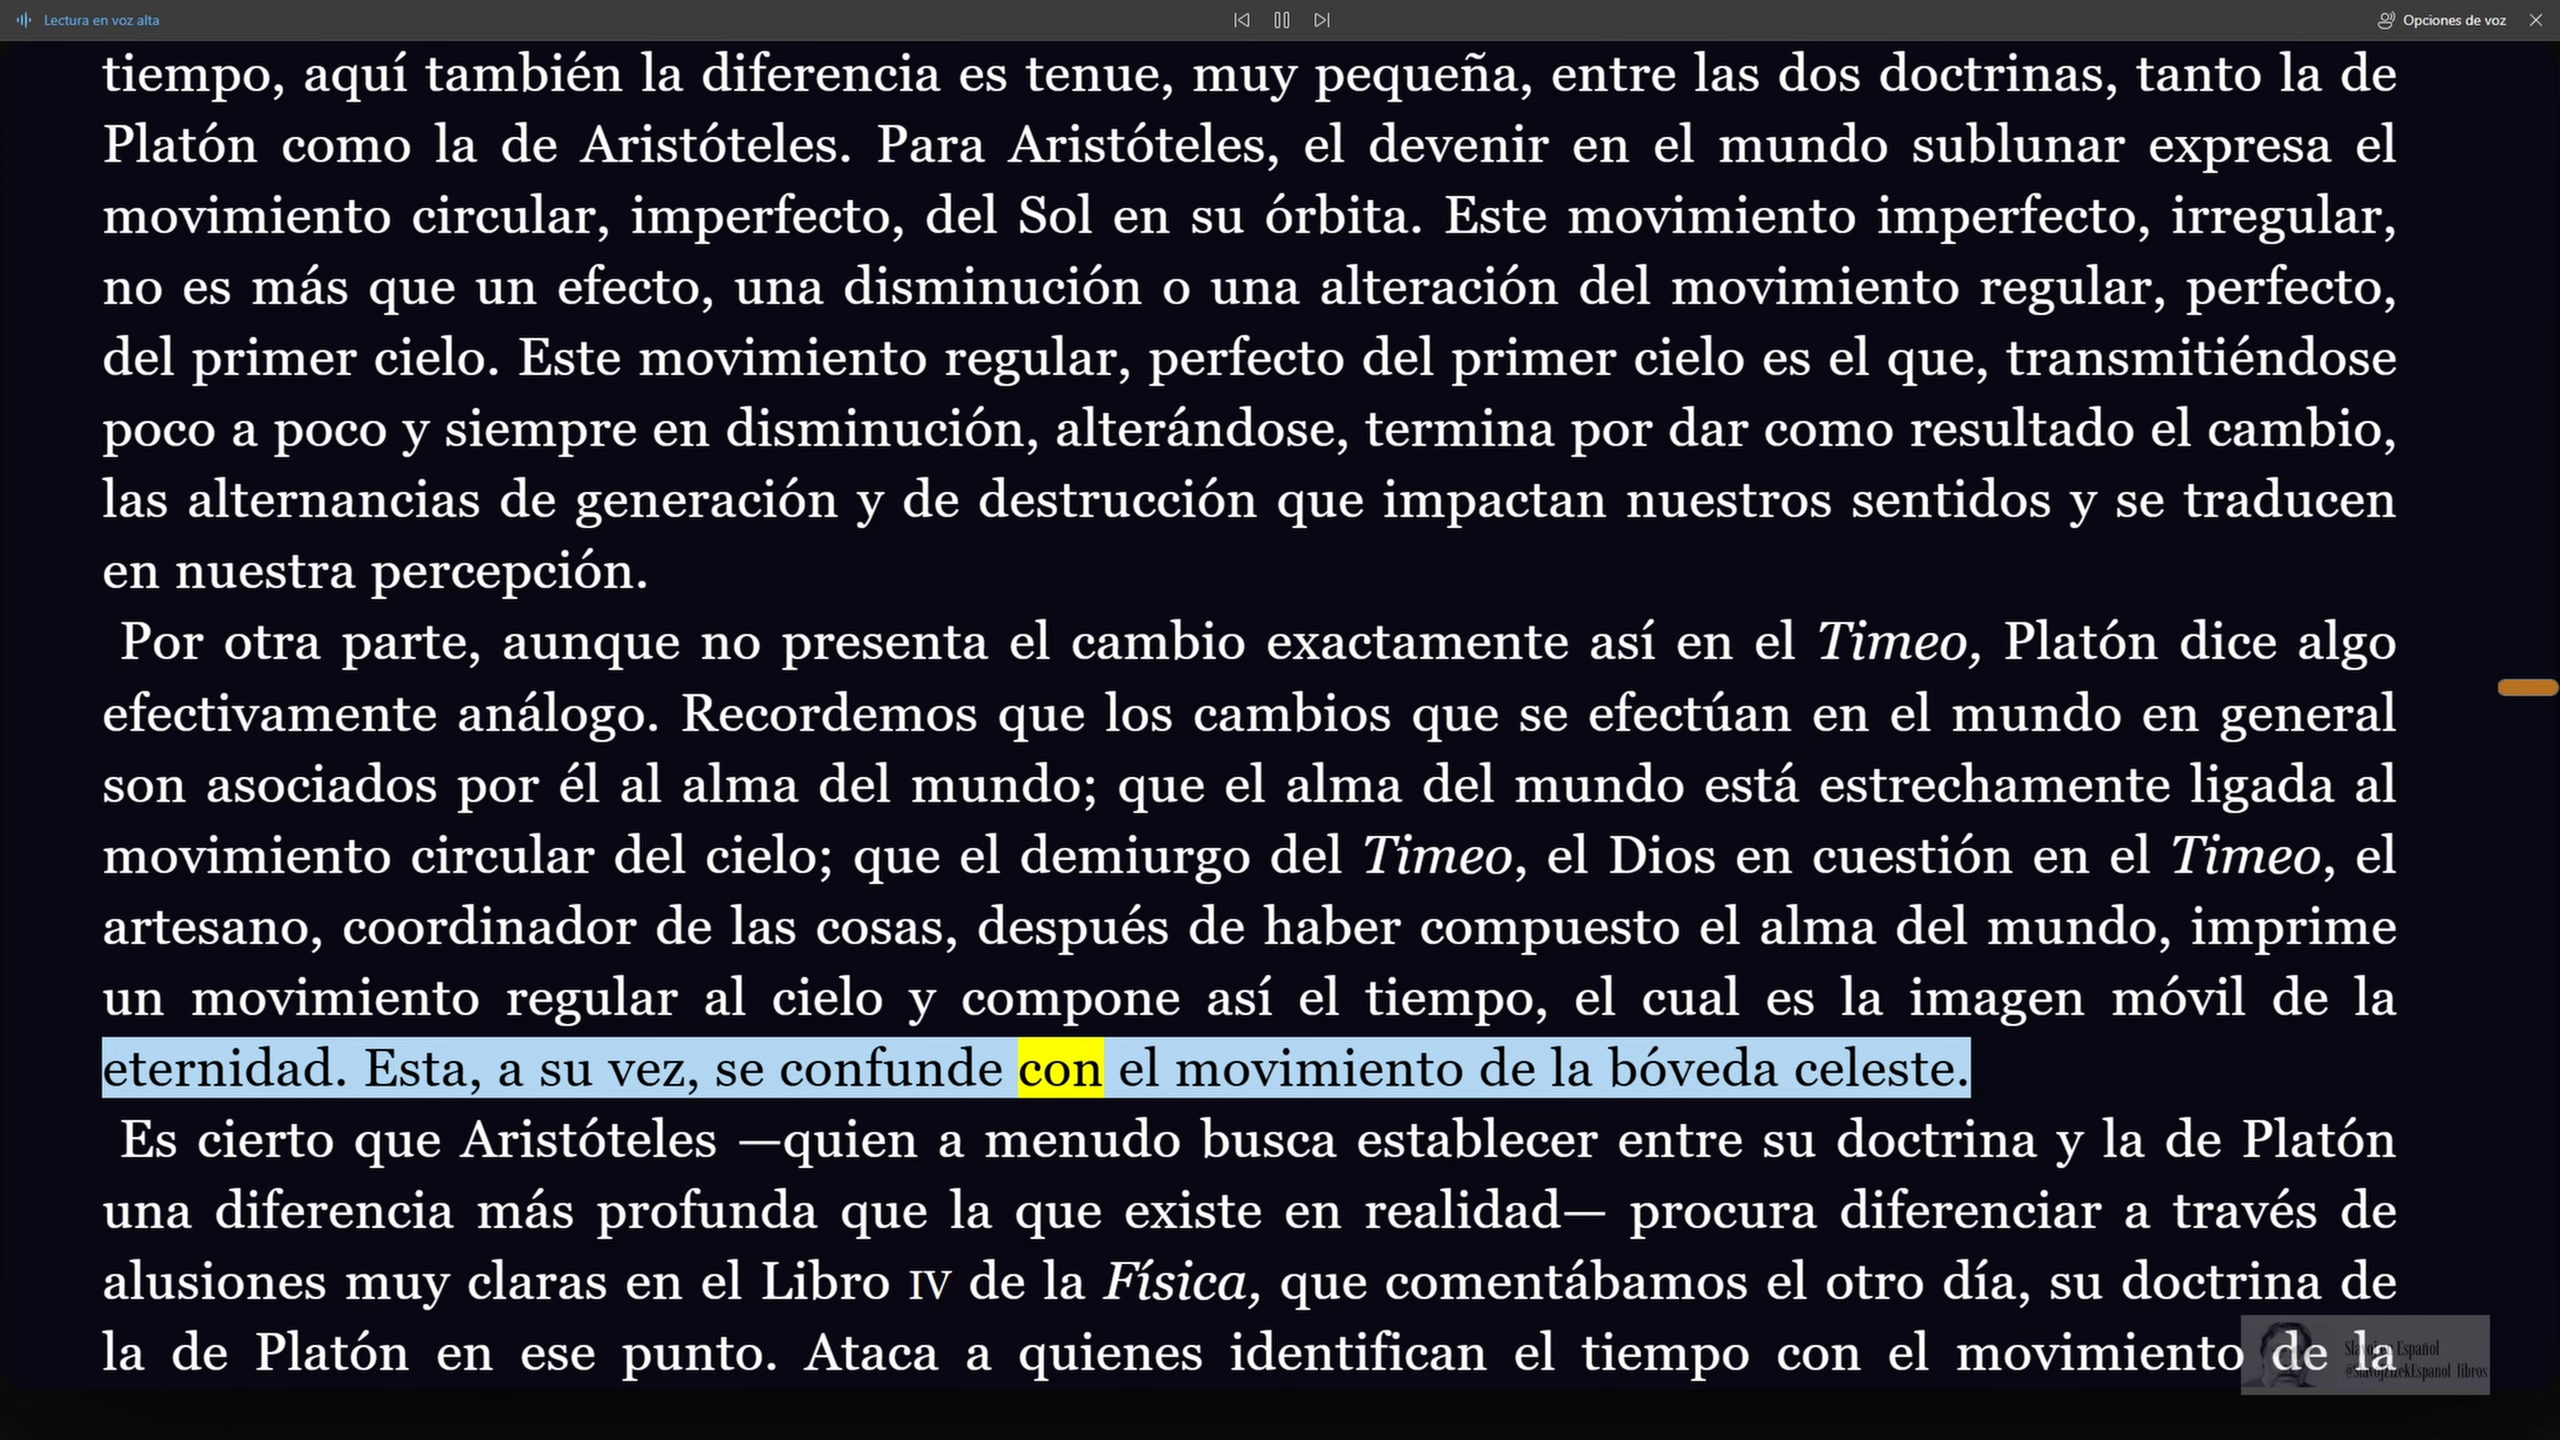 Lectura en voz alta
Opciones de voz
tiempo, aquí también la diferencia es tenue, muy pequeña, entre las dos doctrinas, tanto la de
Platón como la de Aristóteles. Para Aristóteles, el devenir en el mundo sublunar expresa el
movimiento circular, imperfecto, del Sol en su órbita. Este movimiento imperfecto, irregular,
no es más que un efecto, una disminución o una alteración del movimiento regular, perfecto,
del primer cielo. Este movimiento regular, perfecto del primer cielo es el que, transmitiéndose
poco a poco y siempre en disminución, alterándose, termina por dar como resultado el cambio,
las alternancias de generación y de destrucción que impactan nuestros sentidos y se traducen
en nuestra percepción.
Por otra parte, aunque no presenta el cambio exactamente así en el Timeo, Platón dice algo
efectivamente análogo. Recordemos que los cambios que se efectúan en el mundo en general
son asociados por él al alma del mundo; que el alma del mundo está estrechamente ligada al
movimiento circular del cielo; que el demiurgo del Timeo, el Dios en cuestión en el Timeo, el
artesano, coordinador de las cosas, después de haber compuesto el alma del mundo, imprime
un movimiento regular al cielo y compone así el tiempo, el cual es la imagen móvil de la
eternidad. Esta, a su vez, se confunde con el movimiento de la bóveda celeste.
Es cierto que Aristóteles —quien a menudo busca establecer entre su doctrina y la de Platón
una diferencia más profunda que la que existe en realidad— procura diferenciar a través de
alusiones muy claras en el Libro IV de la Física, que comentábamos el otro día, su doctrina de
la de Platón en ese punto. Ataca a quienes identifican el tiempo con el movimiento de la
Español